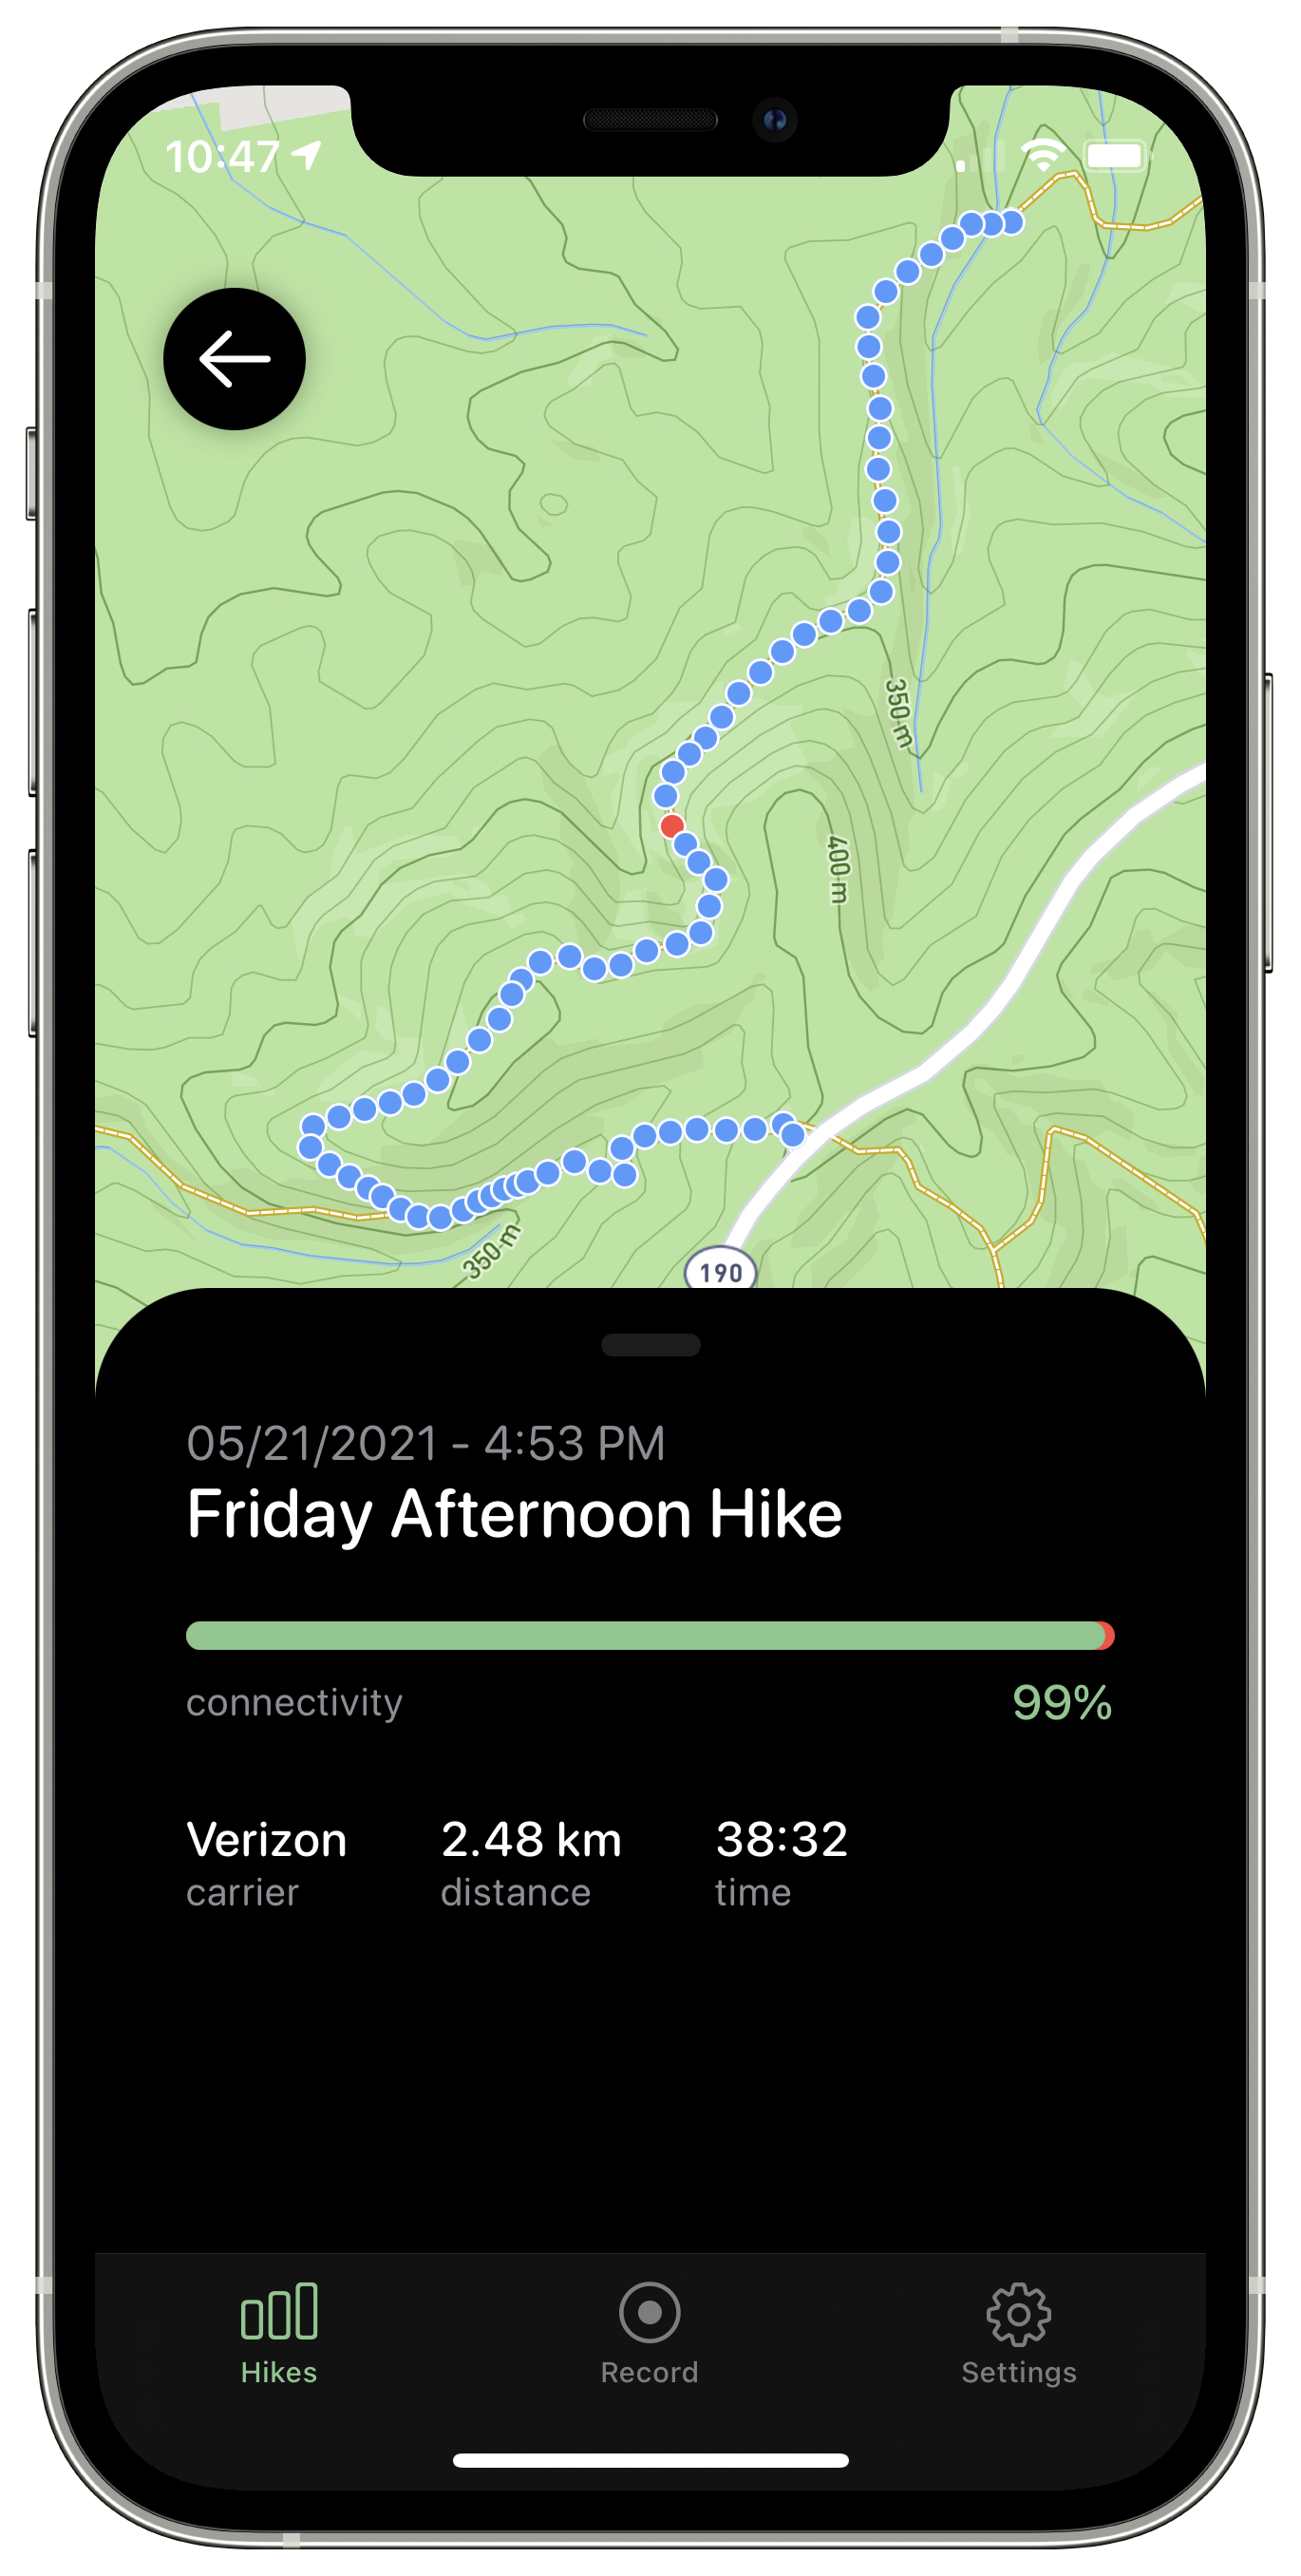 10:47
350 m
400 m
350 m
190
05/21/2021 - 4:53 PM
Friday Afternoon Hike
connectivity 99%
Verizon 2.48 km 38:32
carrier distance time
Hikes Record Settings